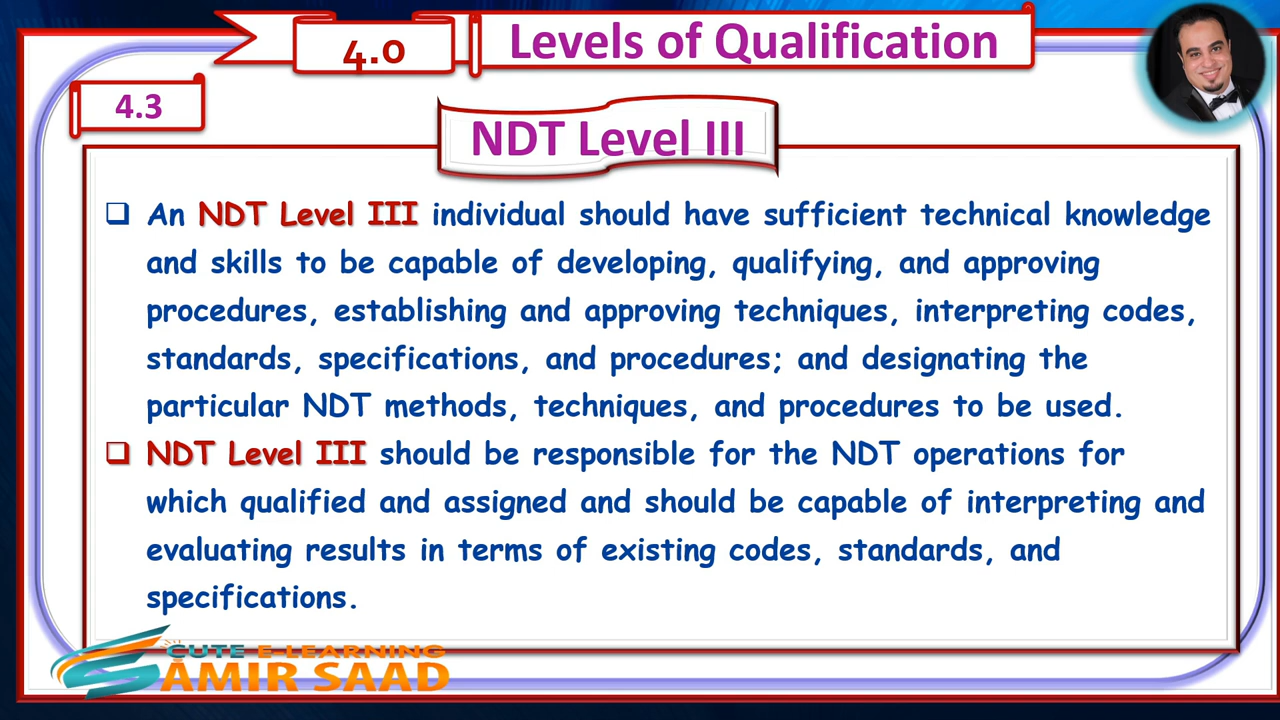 4.0
Levels of Qualification
4.3
NDT Level III
An NDT Level III individual should have sufficient technical knowledge
and skills to be capable of developing, qualifying, and approving
procedures, establishing and approving techniques, interpreting codes,
standards, specifications, and procedures; and designating the
particular NDT methods, techniques, and procedures to be used.
NDT Level III should be responsible for the NDT operations for
which qualified and assigned and should be capable of interpreting and
evaluating results in terms of existing codes, standards, and
specifications.
CUTE E-LEARNING
AMIR SAAD